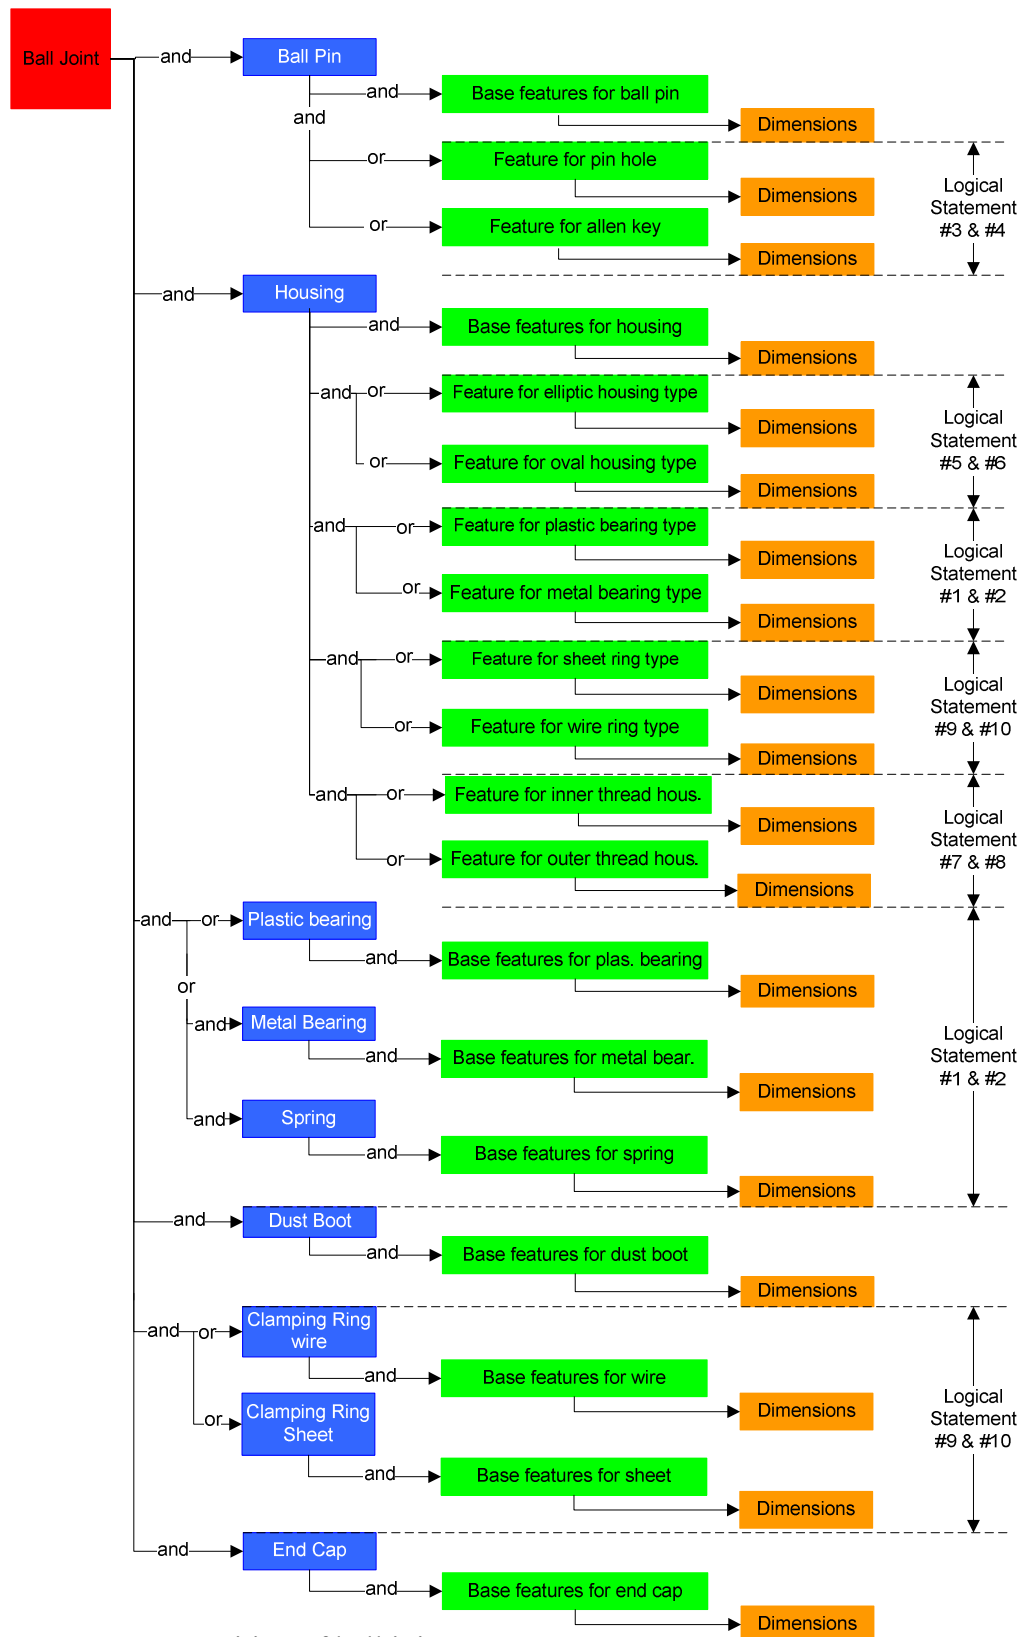 Ball Joint
and
Ball Pin
and
Base features for ball pin
and
Dimensions
or
Feature for pin hole
Dimensions
Logical
Statement
#3 & #4
or
Feature for allen key
Dimensions
and
Housing
and
Base features for housing
Dimensions
and
or
Feature for elliptic housing type
Dimensions
Logical
Statement
#5 & #6
or
Feature for oval housing type
Dimensions
and
or
Feature for plastic bearing type
Dimensions
Logical
Statement
#1 & #2
or
Feature for metal bearing type
Dimensions
and
or
Feature for sheet ring type
Dimensions
Logical
Statement
#9 & #10
or
Feature for wire ring type
Dimensions
and
or
Feature for inner thread hous.
Dimensions
Logical
Statement
#7 & #8
or
Feature for outer thread hous.
Dimensions
and
or
Plastic bearing
and
Base features for plas. bearing
Dimensions
or
and
Metal Bearing
and
Base features for metal bear.
Dimensions
Logical
Statement
#1 & #2
and
Spring
and
Base features for spring
Dimensions
and
Dust Boot
and
Base features for dust boot
Dimensions
and
or
Clamping Ring
wire
and
Base features for wire
Dimensions
Logical
Statement
#9 & #10
or
Clamping Ring
Sheet
and
Base features for sheet
Dimensions
and
End Cap
and
Base features for end cap
Dimensions